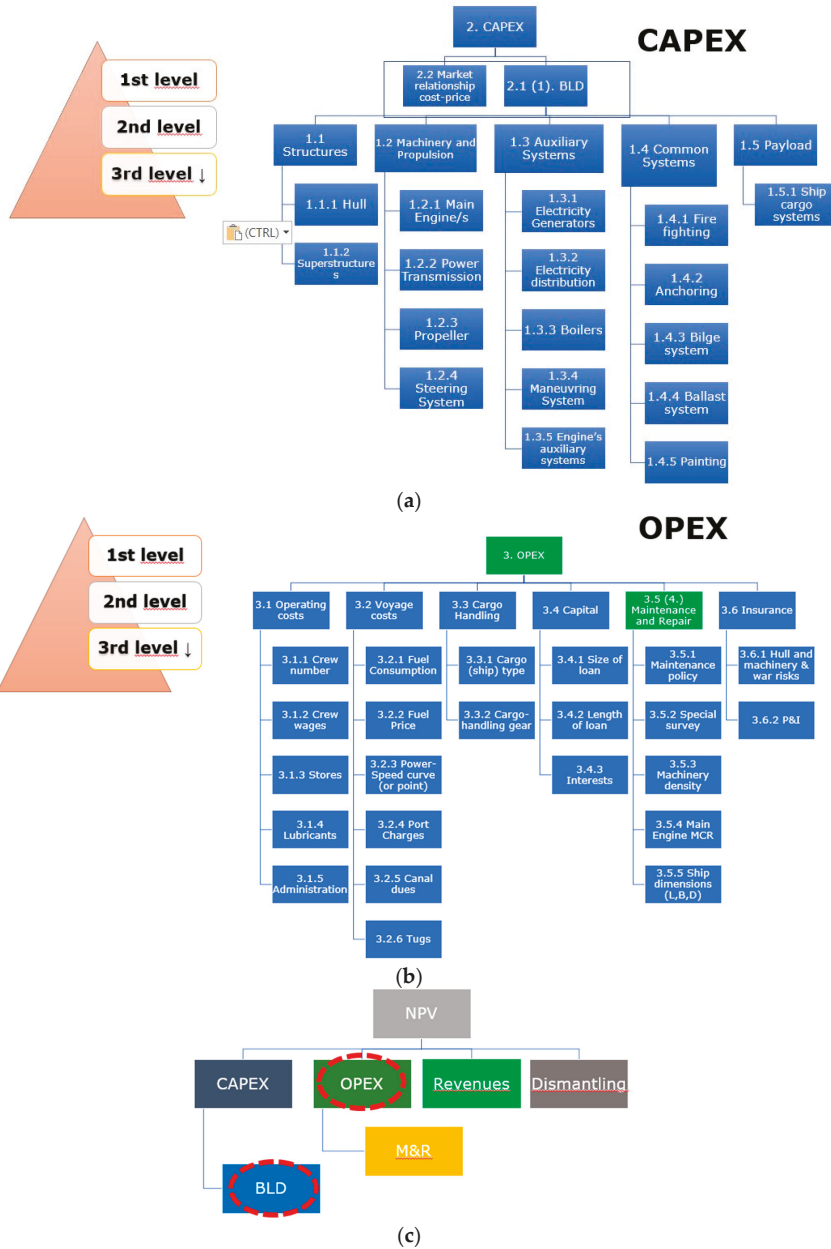 CAPEX
1st level
2nd level
3rd level ↓
2. CAPEX
2.2 Market
relationship
cost-price
2.1 (1). BLD
1.1
Structures
1.1.1 Hull
(CTRL)
1.1.2
Superstructure
s
1.2 Machinery and
Propulsion
1.2.1 Main
Engine/s
1.2.2 Power
Transmission
1.2.3
Propeller
1.2.4
Steering
System
1.3 Auxiliary
Systems
1.3.1
Electricity
Generators
1.3.2
Electricity
distribution
1.3.3 Boilers
1.3.4
Maneuvring
System
1.3.5 Engine's
auxiliary
systems
1.4 Common
Systems
1.4.1 Fire
fighting
1.4.2
Anchoring
1.4.3 Bilge
system
1.4.4 Ballast
system
1.4.5 Painting
1.5 Payload
1.5.1 Ship
cargo
systems
(a)
OPEX
1st level
2nd level
3rd level ↓
3. OPEX
3.1 Operating
costs
3.1.1 Crew
number
3.1.2 Crew
wages
3.1.3 Stores
3.1.4
Lubricants
3.1.5
Administration
3.2 Voyage
costs
3.2.1 Fuel
Consumption
3.2.2 Fuel
Price
3.2.3 Power-
Speed curve
(or point)
3.2.4 Port
Charges
3.2.5 Canal
dues
3.2.6 Tugs
3.3 Cargo
Handling
3.3.1 Cargo
(ship) type
3.3.2 Cargo-
handling gear
3.4 Capital
3.4.1 Size of
loan
3.4.2 Length
of loan
3.4.3
Interests
3.5 (4.)
Maintenance
and Repair
3.5.1
Maintenance
policy
3.5.2 Special
survey
3.5.3
Machinery
density
3.5.4 Main
Engine MCR
3.5.5 Ship
dimensions
(L,B,D)
3.6 Insurance
3.6.1 Hull and
machinery &
war risks
3.6.2 P&I
(b)
NPV
CAPEX
OPEX
Revenues
Dismantling
M&R
BLD
(c)